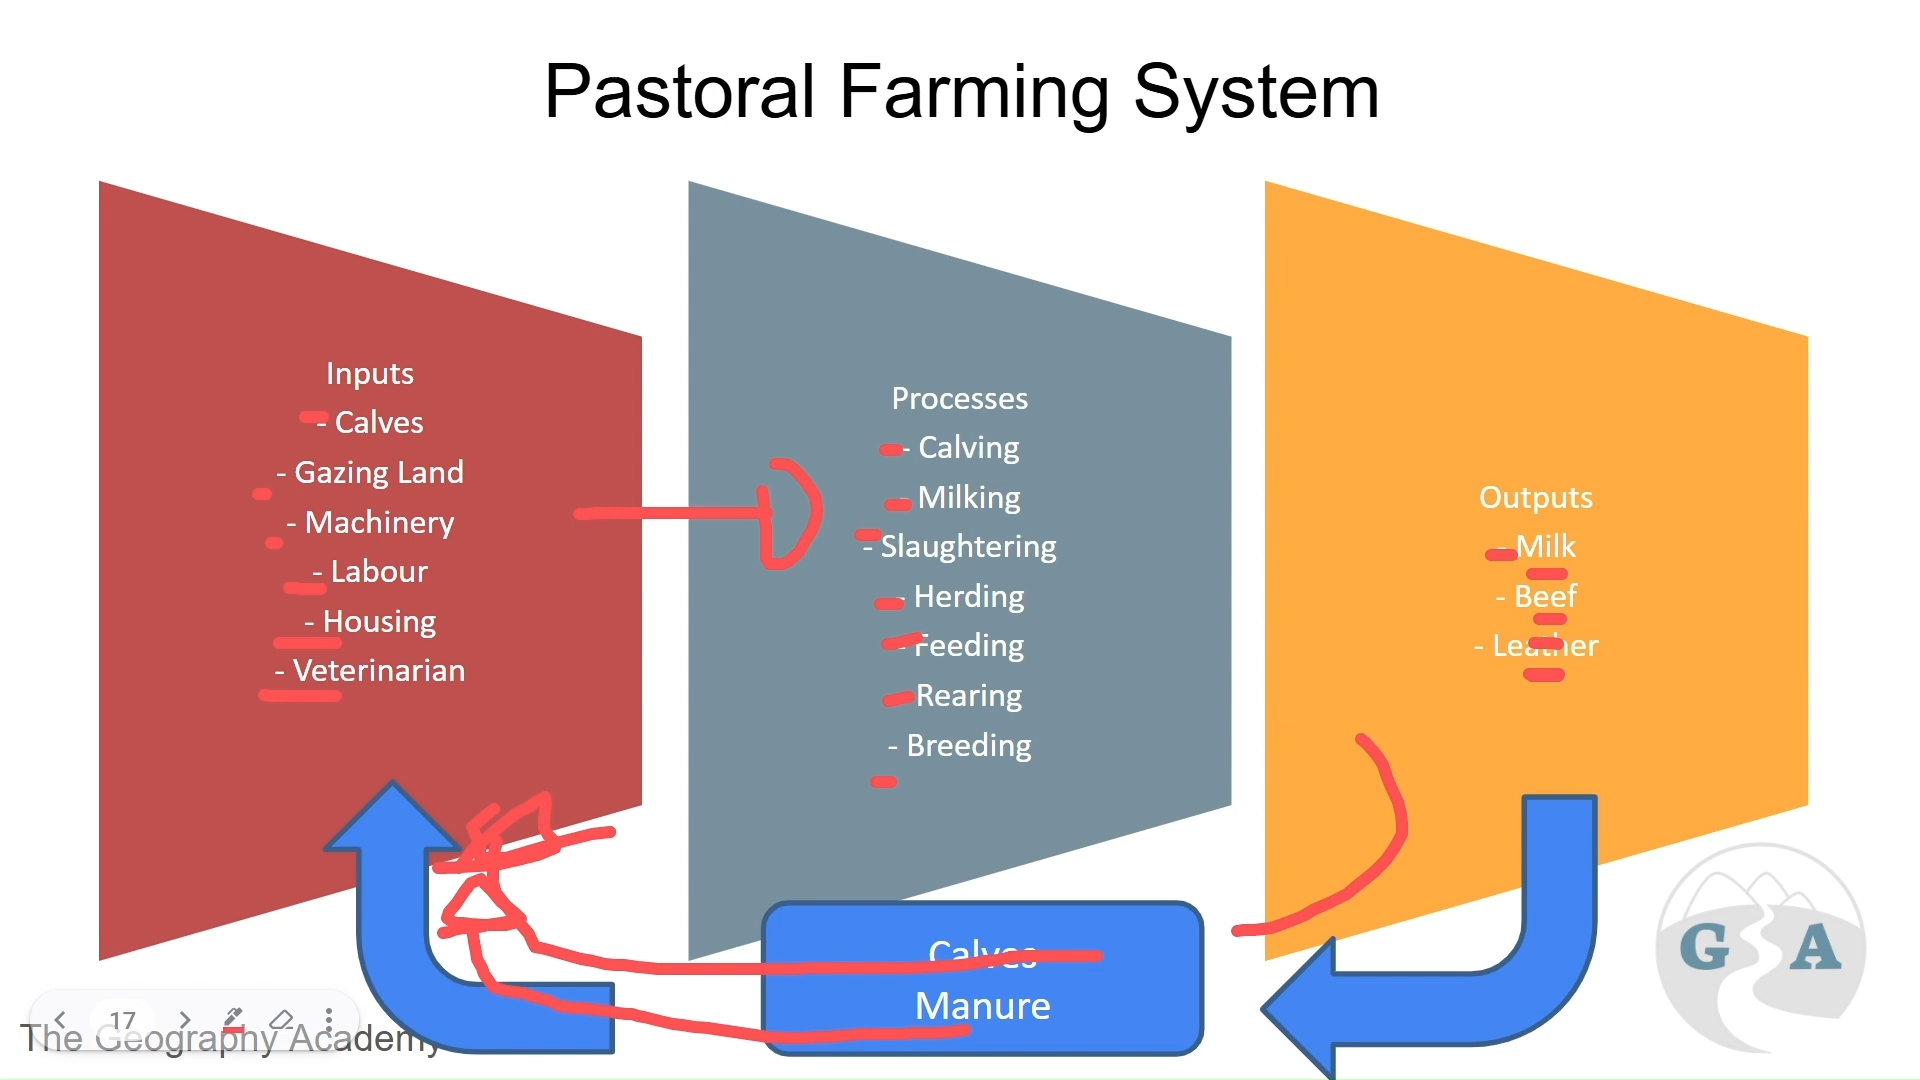 Pastoral Farming System
Inputs
- Calves
- Gazing Land
- Machinery
- Labour
- Housing
- Veterinarian
Processes
- Calving
- Milking
- Slaughtering
- Herding
- Feeding
- Rearing
- Breeding
Outputs
- Milk
- Beef
- Leather
Calves
Manure
G A
17
The Geography Academy